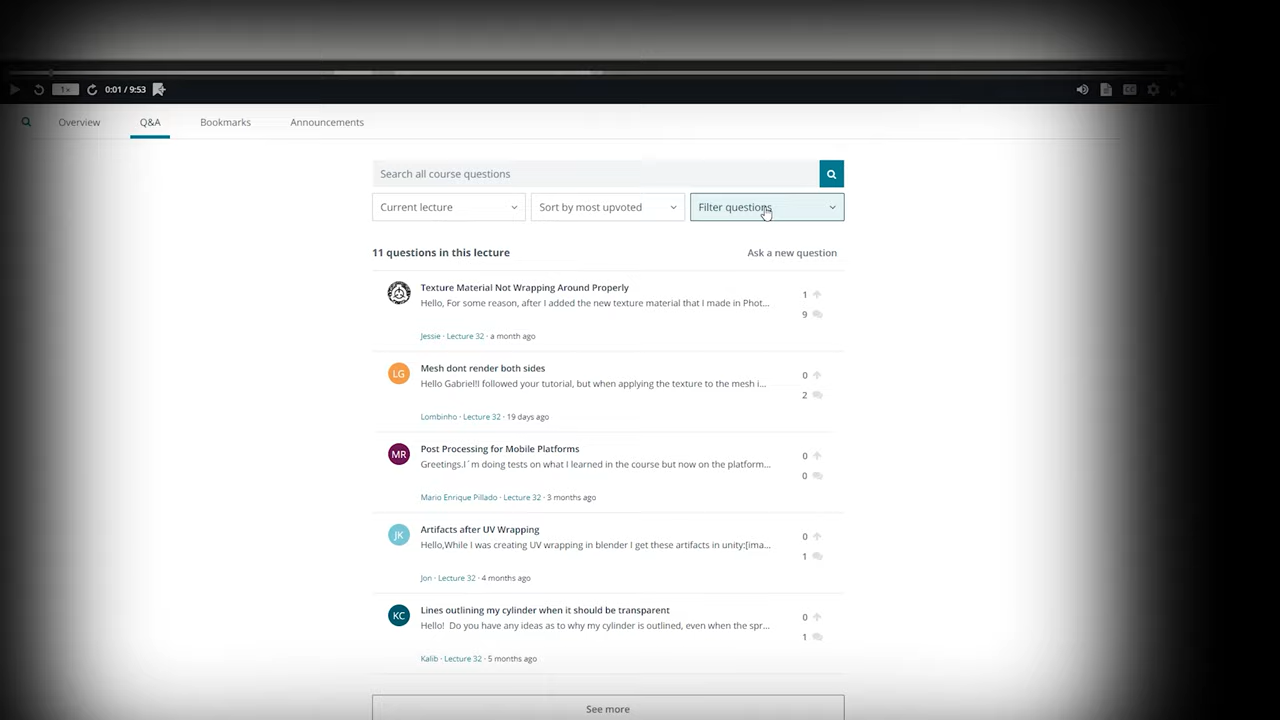 1x 0:01 / 9:53 CC
Overview Q&A Bookmarks Announcements
Search all course questions
Current lecture Sort by most upvoted Filter questions
11 questions in this lecture Ask a new question
Texture Material Not Wrapping Around Properly 1
Hello, For some reason, after I added the new texture material that I made in Phot...
9
Jessie · Lecture 32 · a month ago
LG Mesh dont render both sides 0
Hello Gabriel!I followed your tutorial, but when applying the texture to the mesh i...
2
Lombinho · Lecture 32 · 19 days ago
MR Post Processing for Mobile Platforms 0
Greetings.I´m doing tests on what I learned in the course but now on the platform...
0
Mario Enrique Pillado · Lecture 32 · 3 months ago
JK Artifacts after UV Wrapping 0
Hello,While I was creating UV wrapping in blender I get these artifacts in unity:[ima...
1
Jon · Lecture 32 · 4 months ago
KC Lines outlining my cylinder when it should be transparent 0
Hello!  Do you have any ideas as to why my cylinder is outlined, even when the spr...
1
Kalib · Lecture 32 · 5 months ago
See more